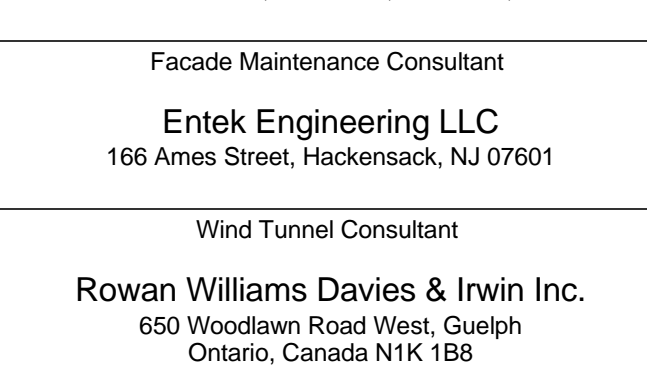 Facade Maintenance Consultant
Entek Engineering LLC
166 Ames Street, Hackensack, NJ 07601
Wind Tunnel Consultant
Rowan Williams Davies & Irwin Inc.
650 Woodlawn Road West, Guelph
Ontario, Canada N1K 1B8